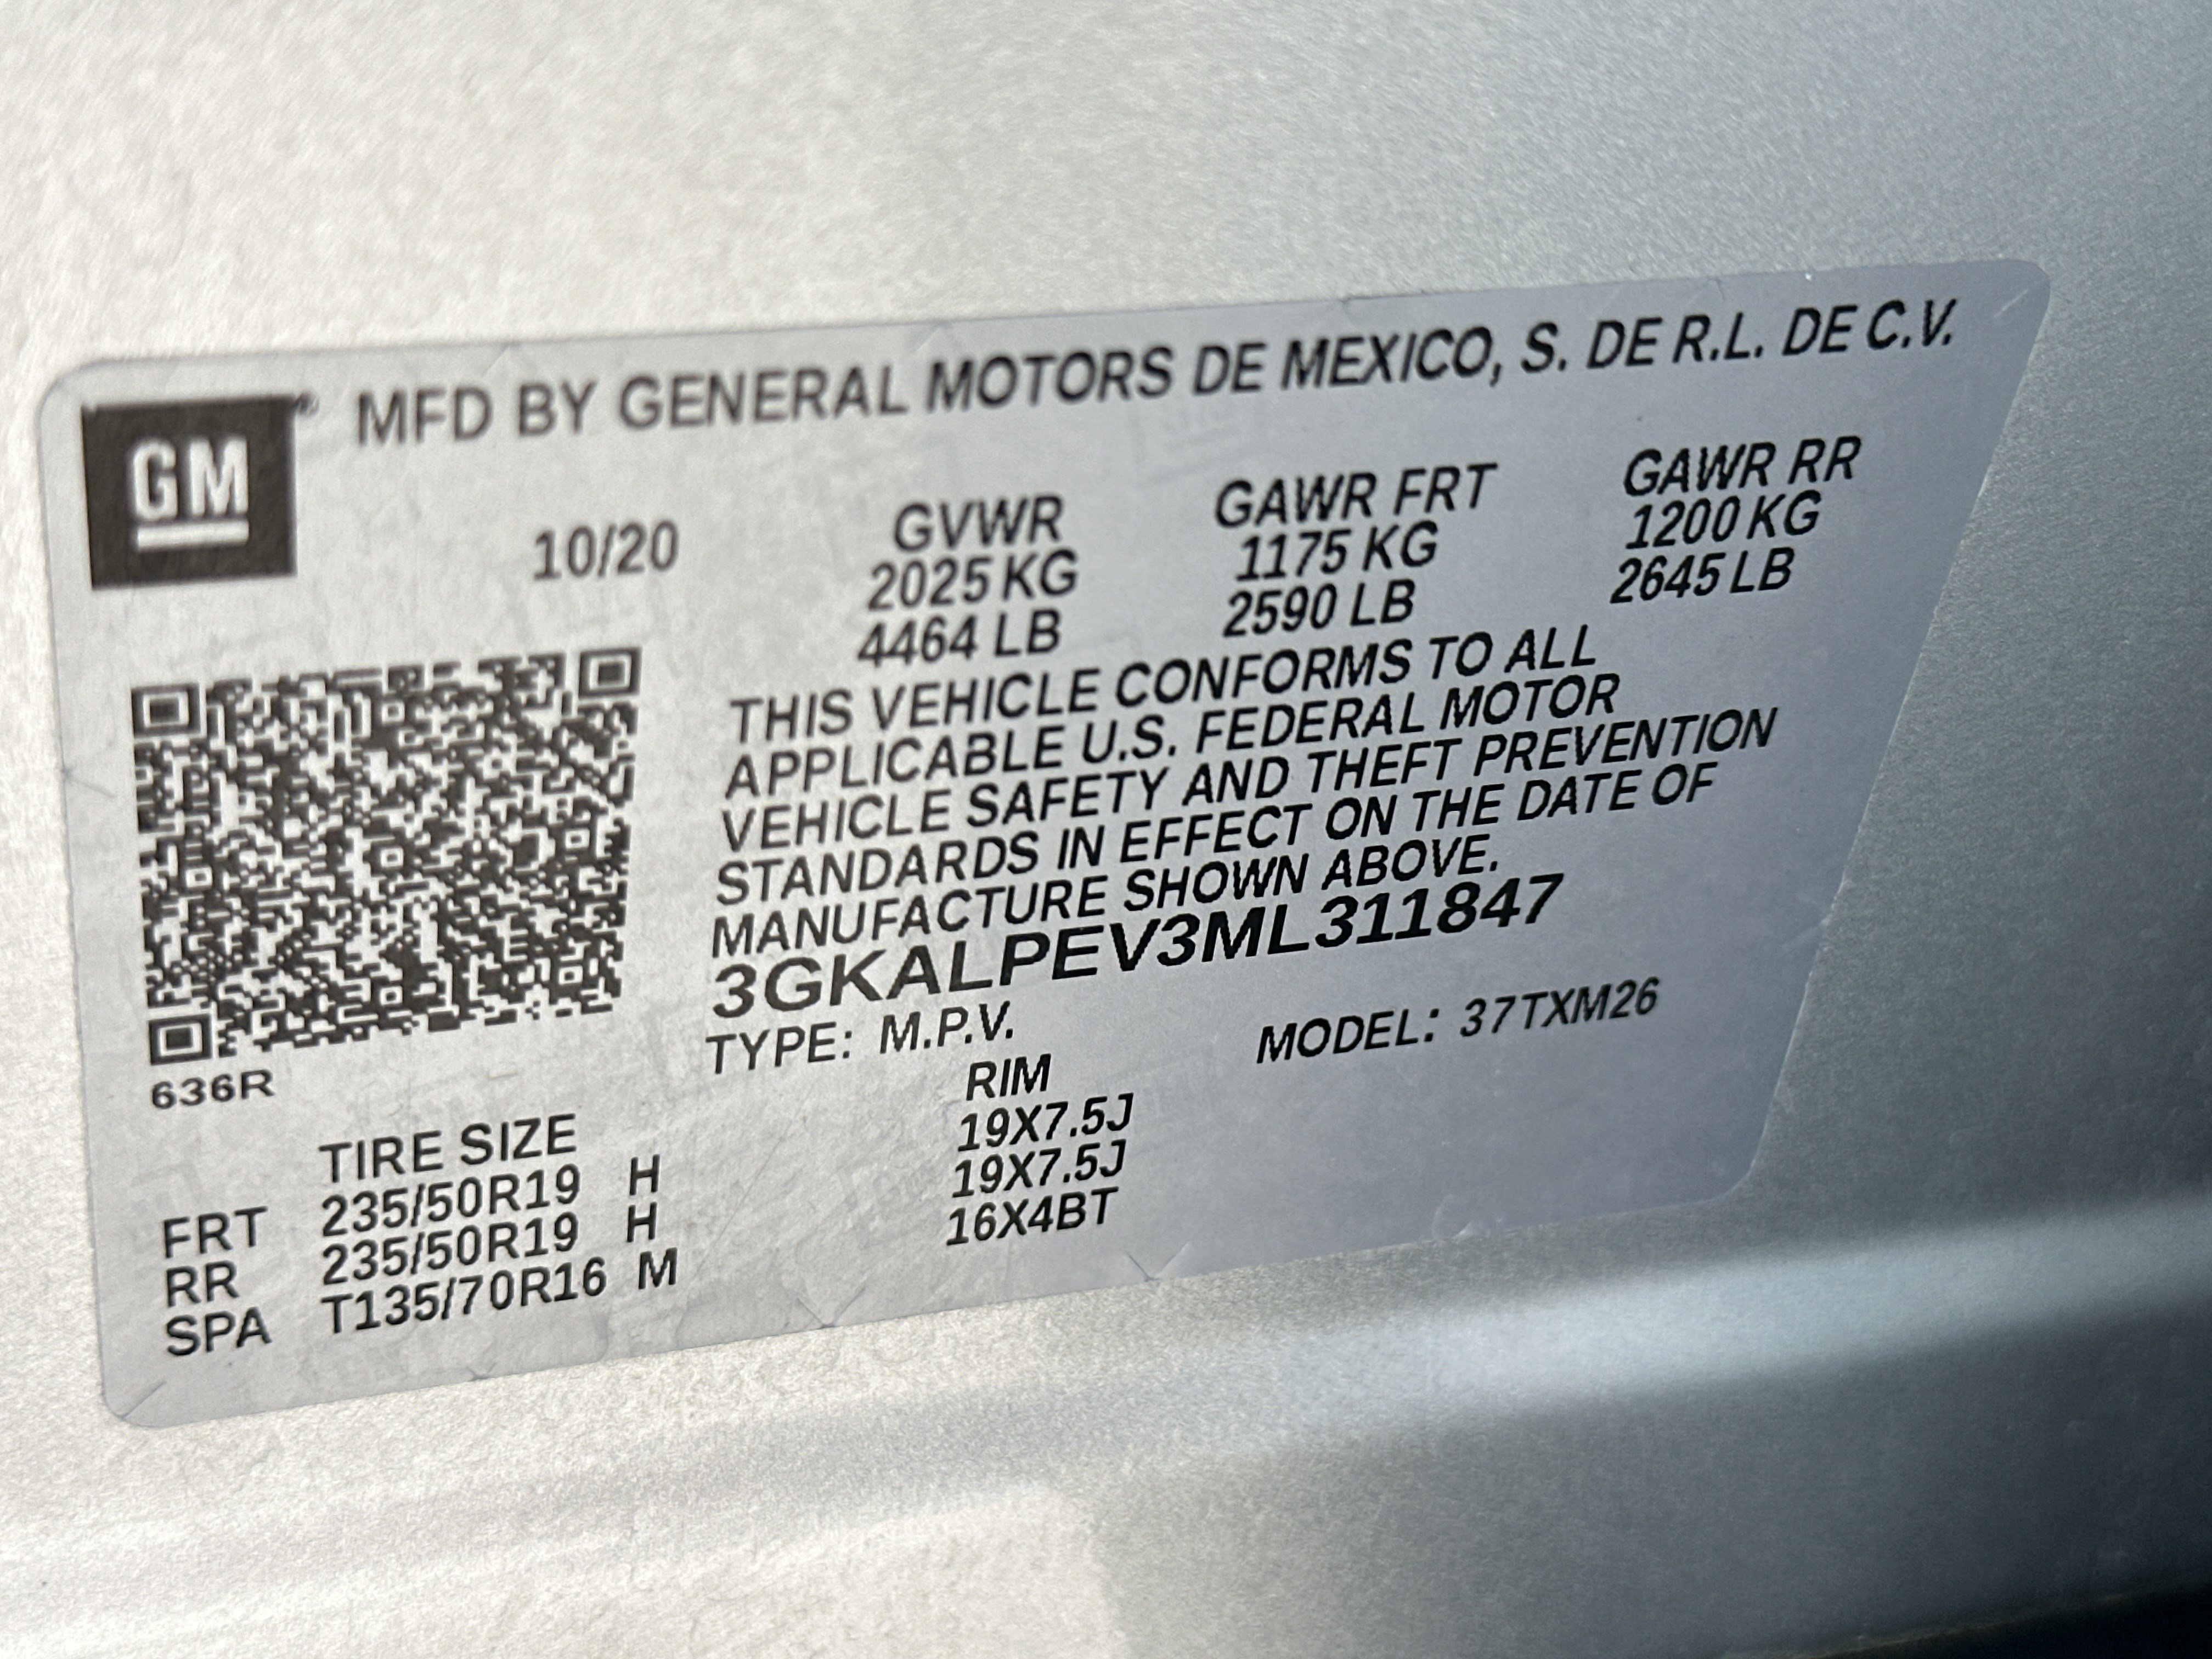 GM MFD BY GENERAL MOTORS DE MEXICO, S. DE R.L. DE C.V.
10/20 GVWR GAWR FRT GAWR RR
2025 KG 1175 KG 1200 KG
4464 LB 2590 LB 2645 LB
THIS VEHICLE CONFORMS TO ALL
APPLICABLE U.S. FEDERAL MOTOR
VEHICLE SAFETY AND THEFT PREVENTION
STANDARDS IN EFFECT ON THE DATE OF
MANUFACTURE SHOWN ABOVE.
3GKALPEV3ML311847
TYPE: M.P.V. MODEL: 37TXM26
636R
TIRE SIZE RIM
FRT 235/50R19 H 19X7.5J
RR 235/50R19 H 19X7.5J
SPA T135/70R16 M 16X4BT